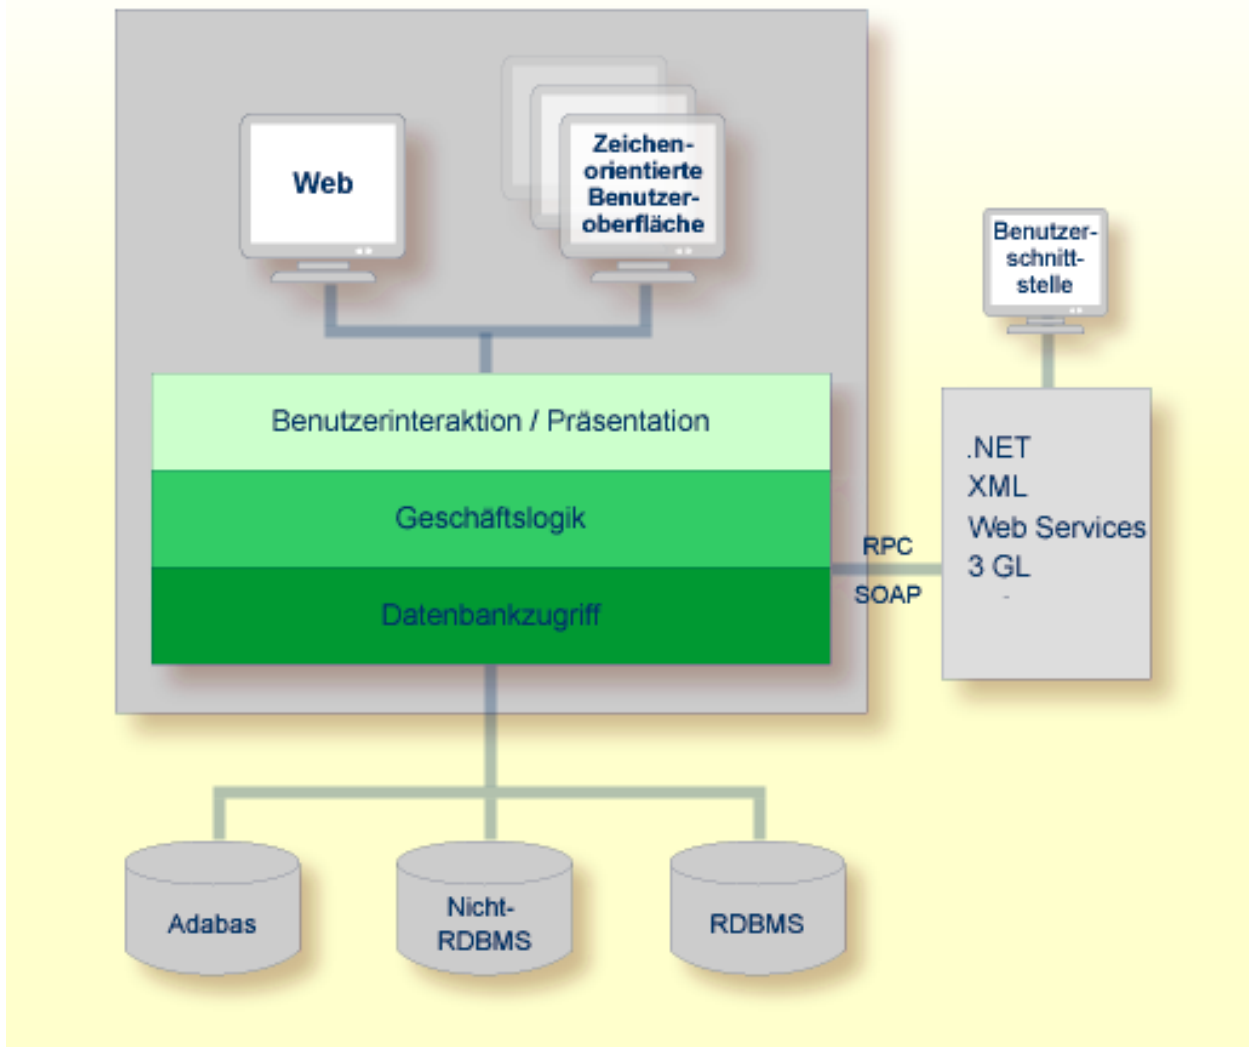 Web
Zeichen-
orientierte
Benutzer-
oberfläche
Benutzer-
schnitt-
stelle
Benutzerinteraktion / Präsentation
Geschäftslogik
Datenbankzugriff
RPC
SOAP
.NET
XML
Web Services
3 GL
-
Adabas
Nicht-
RDBMS
RDBMS